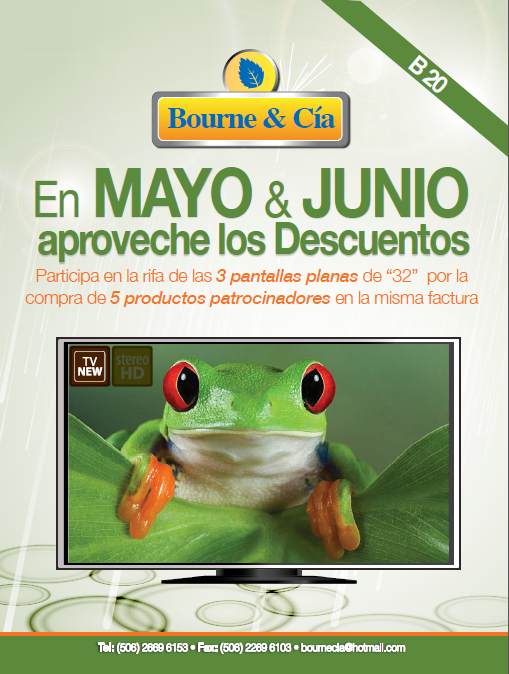 B 20
Bourne & Cía
En MAYO & JUNIO
aproveche los Descuentos
Participa en la rifa de las 3 pantallas planas de “32” por la
compra de 5 productos patrocinadores en la misma factura
TV
NEW
stereo
HD
Tel: (506) 2669 6153 • Fax: (506) 2269 6103 • bournecia@hotmail.com